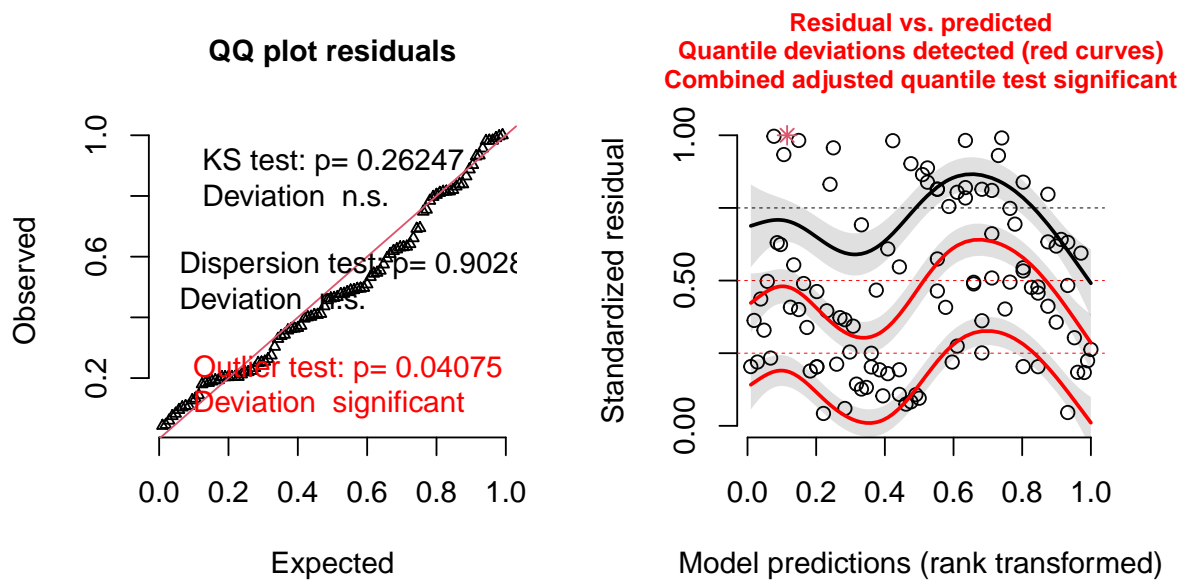 QQ plot residuals
KS test: p= 0.26247
Deviation n.s.
Dispersion test: p= 0.9028
Deviation n.s.
Outlier test: p= 0.04075
Deviation significant
Observed
0.2
0.6
1.0
0.0
0.2
0.4
0.6
0.8
1.0
Expected
Residual vs. predicted
Quantile deviations detected (red curves)
Combined adjusted quantile test significant
Standardized residual
0.00
0.50
1.00
0.0
0.2
0.4
0.6
0.8
1.0
Model predictions (rank transformed)